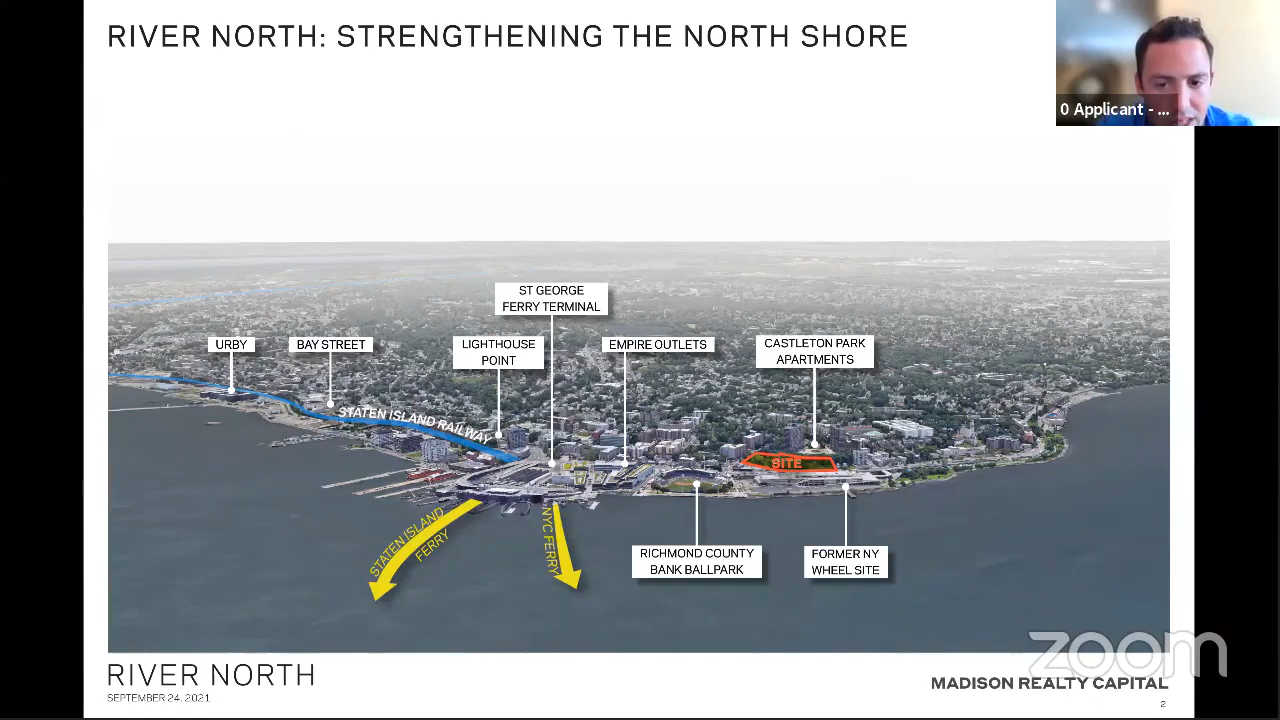 RIVER NORTH: STRENGTHENING THE NORTH SHORE
0 Applicant - ...
ST GEORGE
FERRY TERMINAL
URBY
BAY STREET
LIGHTHOUSE
POINT
EMPIRE OUTLETS
CASTLETON PARK
APARTMENTS
STATEN ISLAND RAILWAY
SITE
STATEN ISLAND
FERRY
NYC FERRY
RICHMOND COUNTY
BANK BALLPARK
FORMER NY
WHEEL SITE
zoom
RIVER NORTH
SEPTEMBER 24, 2021
MADISON REALTY CAPITAL
2